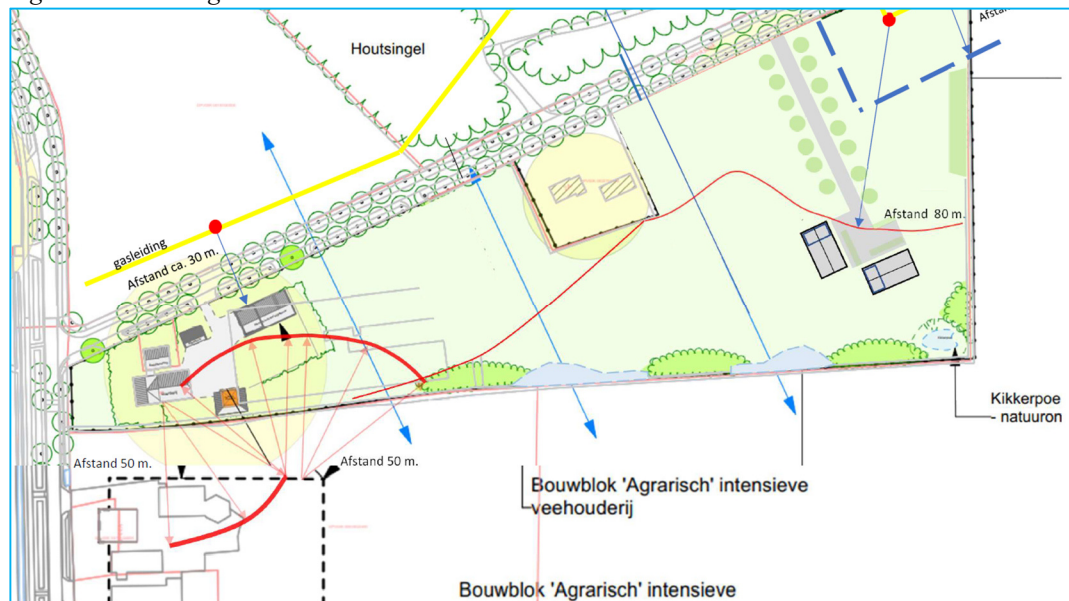 Houtsingel
Afstand
gasleiding
Afstand ca. 30 m.
Afstand 80 m.
Kikkerpoe
- natuuron
Afstand 50 m.
Afstand 50 m.
Bouwblok 'Agrarisch' intensieve
veehouderij
Bouwblok 'Agrarisch' intensieve